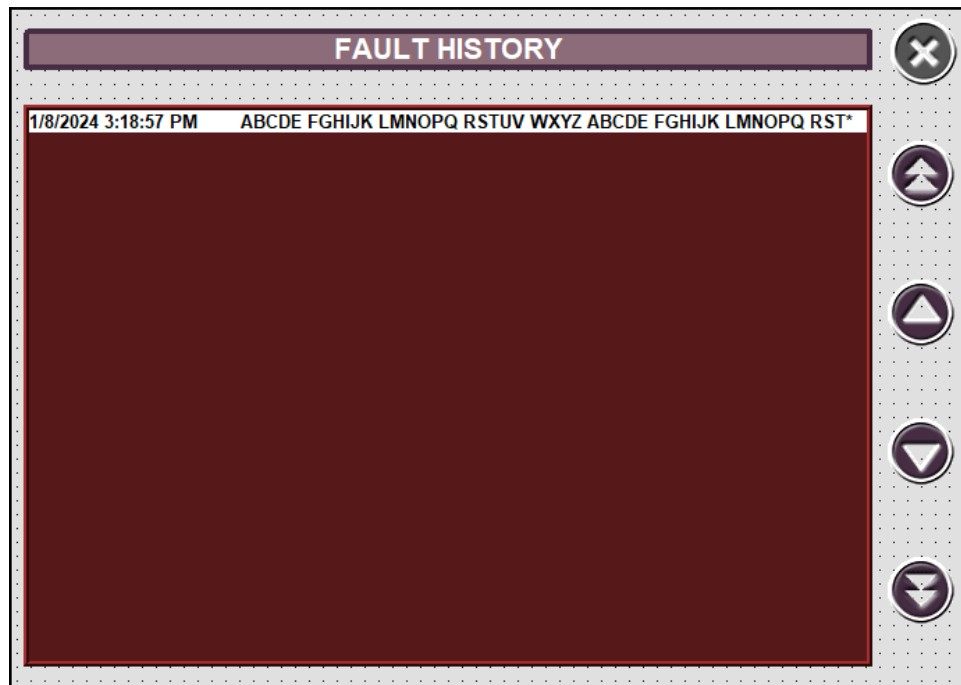 FAULT HISTORY
1/8/2024 3:18:57 PM ABCDE FGHIJK LMNOPQ RSTUV WXYZ ABCDE FGHIJK LMNOPQ RST*